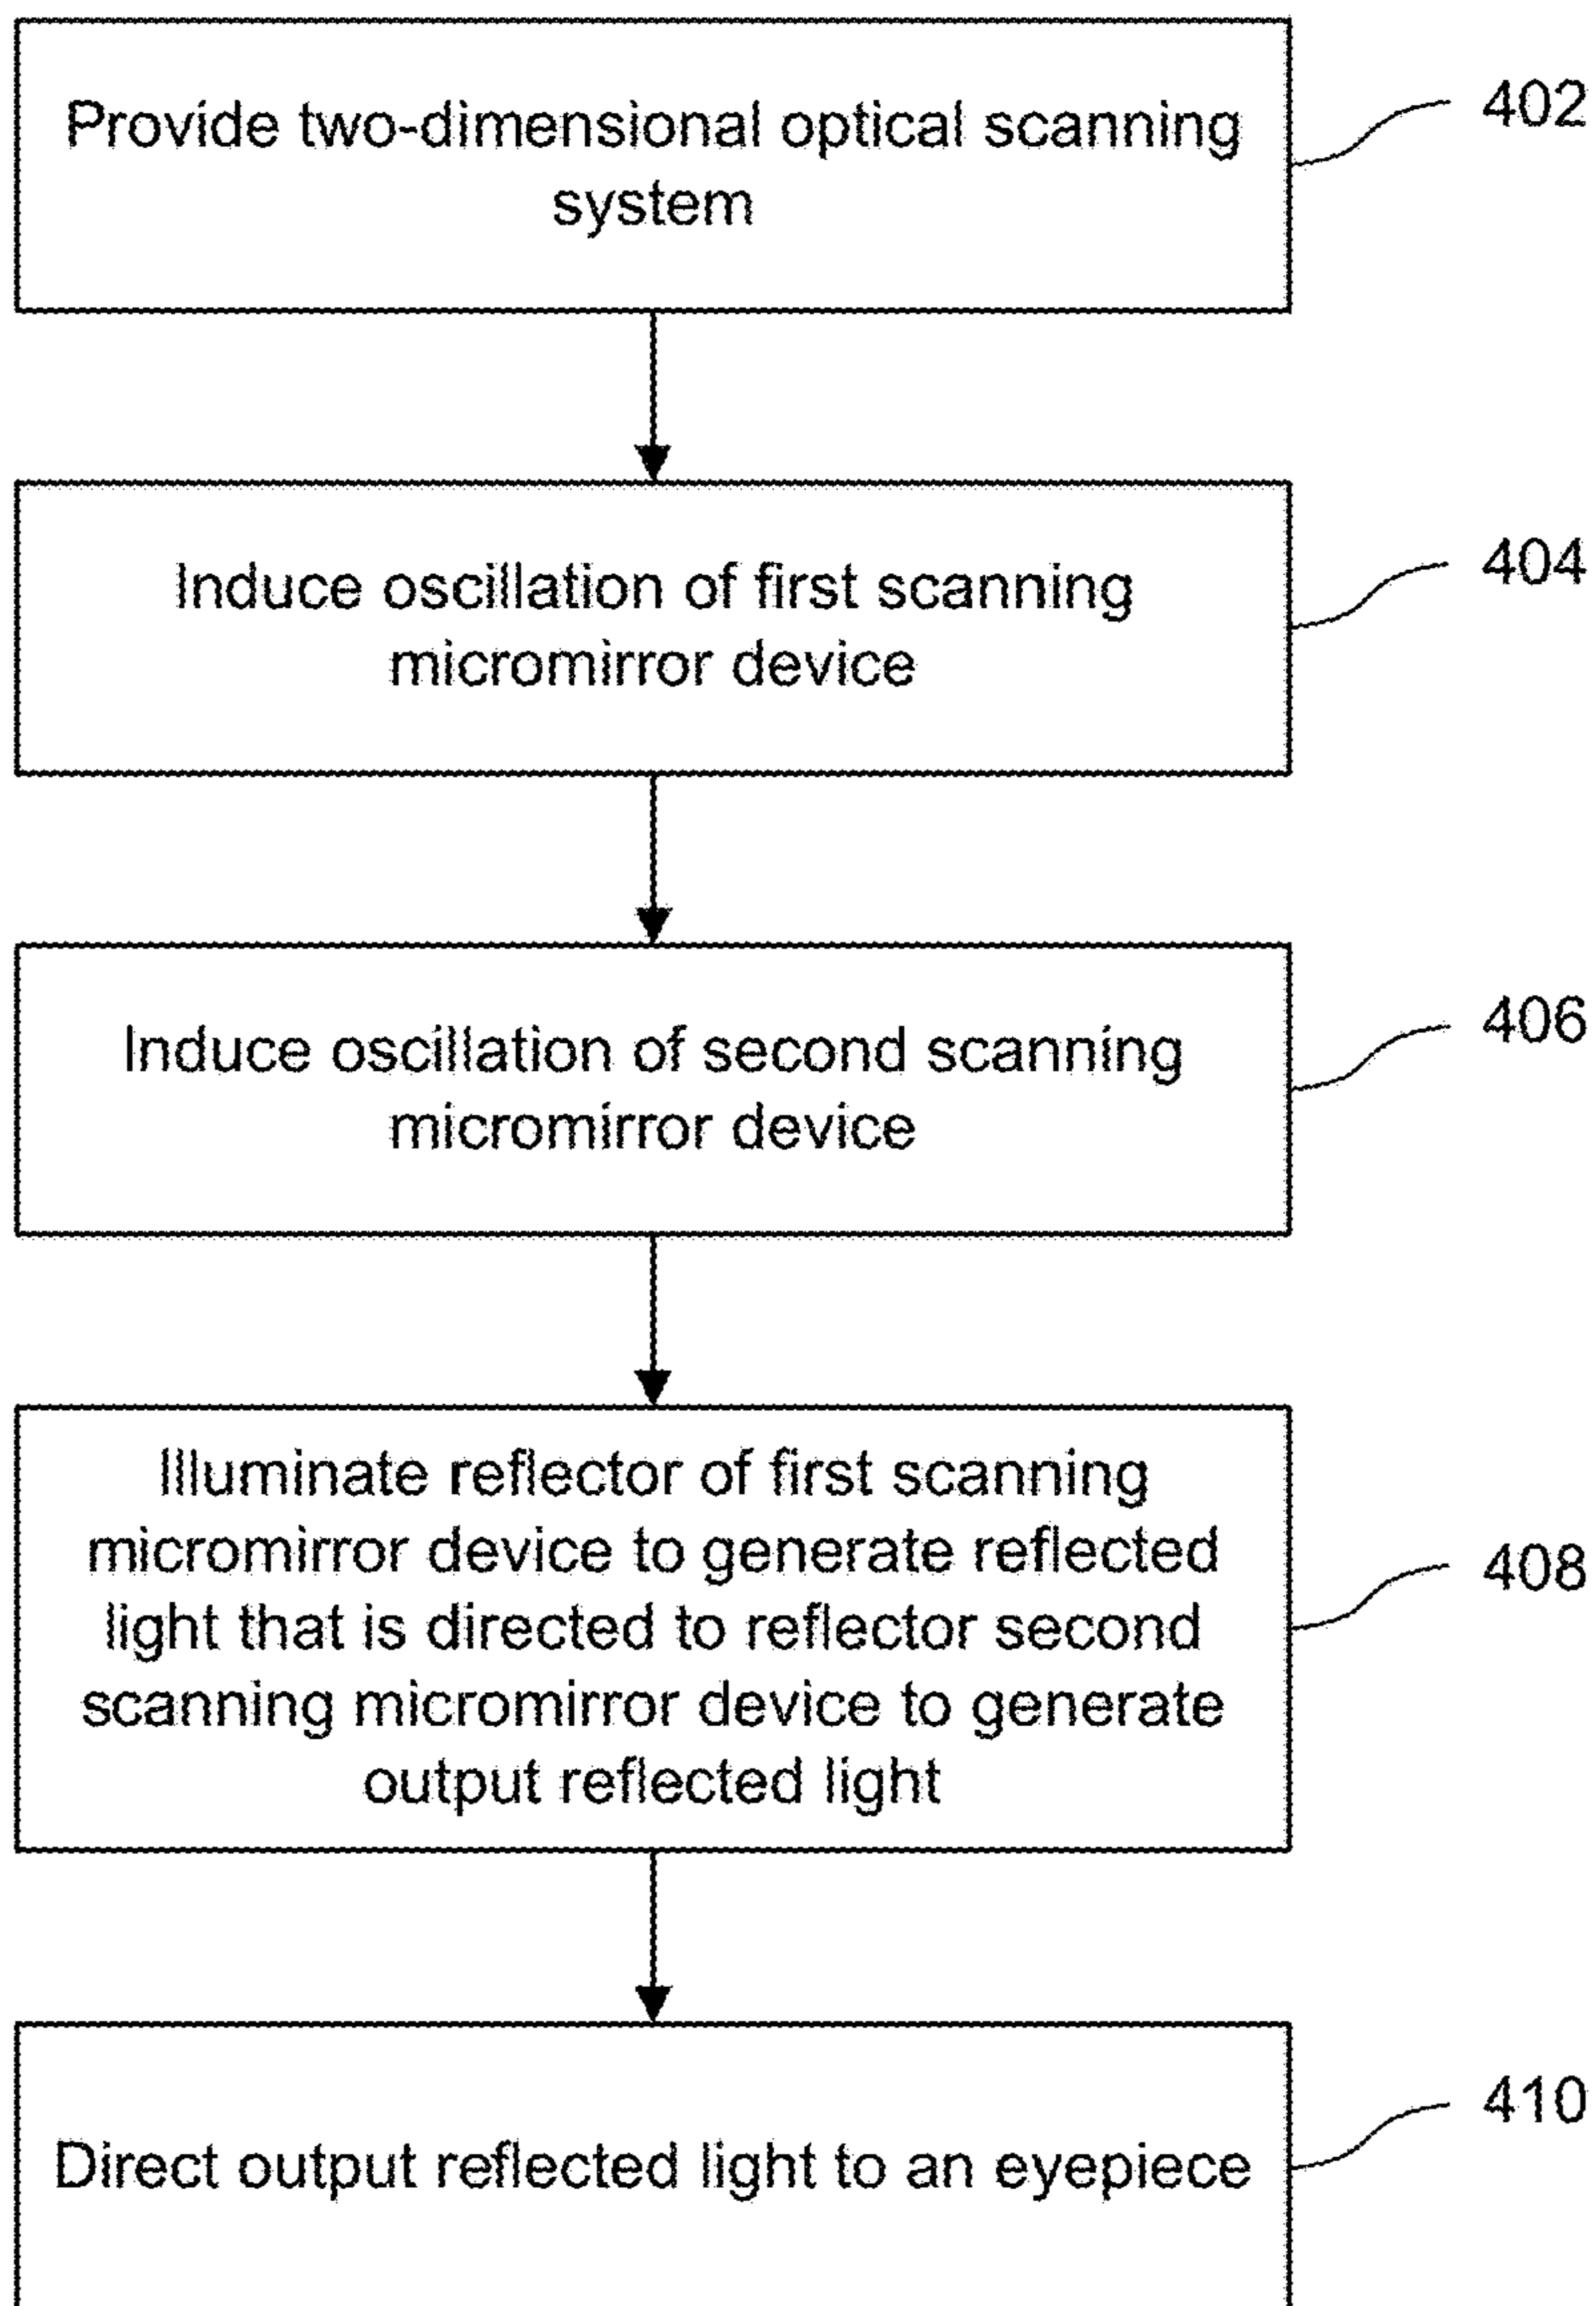 Provide two-dimensional optical scanning
system
402
Induce oscillation of first scanning
micromirror device
404
Induce oscillation of second scanning
micromirror device
406
Illuminate reflector of first scanning
micromirror device to generate reflected
light that is directed to reflector second
scanning micromirror device to generate
output reflected light
408
Direct output reflected light to an eyepiece
410